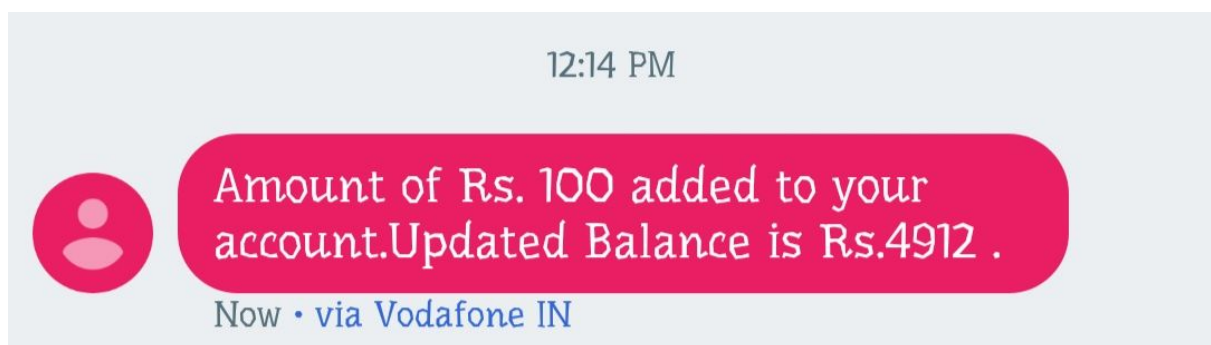 12:14 PM
Amount of Rs. 100 added to your
account.Updated Balance is Rs.4912 .
Now • via Vodafone IN